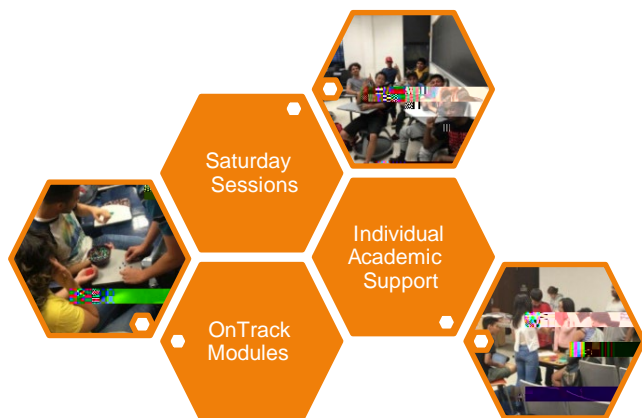 Saturday
Sessions
Individual
Academic
Support
OnTrack
Modules